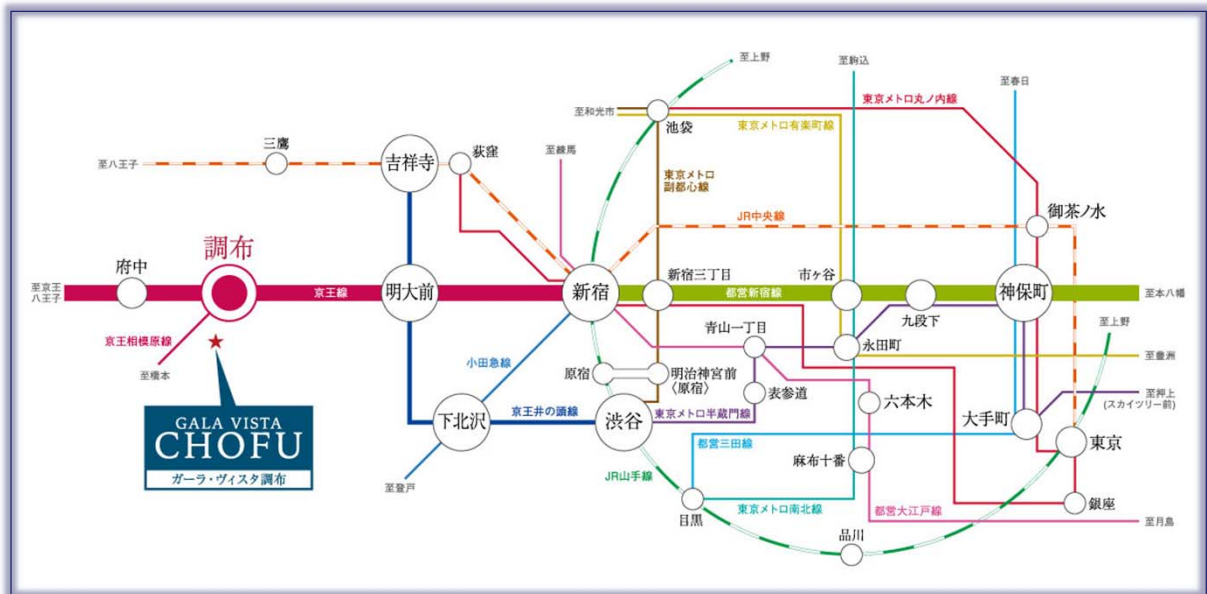 至上野
至駒込
至春日
至和光市
池袋
東京メトロ丸ノ内線
東京メトロ有楽町線
三鷹
吉祥寺
荻窪
至練馬
至八王子
東京メトロ
副都心線
御茶ノ水
JR中央線
調布
府中
新宿三丁目
市ヶ谷
至京王
八王子
京王線
明大前
新宿
都営新宿線
九段下
神保町
至本八幡
京王相模原線
青山一丁目
至上野
永田町
小田急線
至豊洲
至橋本
原宿
明治神宮前
〈原宿〉
表参道
六本木
至押上
(スカイツリー前)
GALA VISTA
CHOFU
ガーラ・ヴィスタ調布
京王井の頭線
下北沢
渋谷
東京メトロ半蔵門線
大手町
都営三田線
東京
麻布十番
JR山手線
至登戸
目黒
東京メトロ南北線
都営大江戸線
銀座
品川
至月島